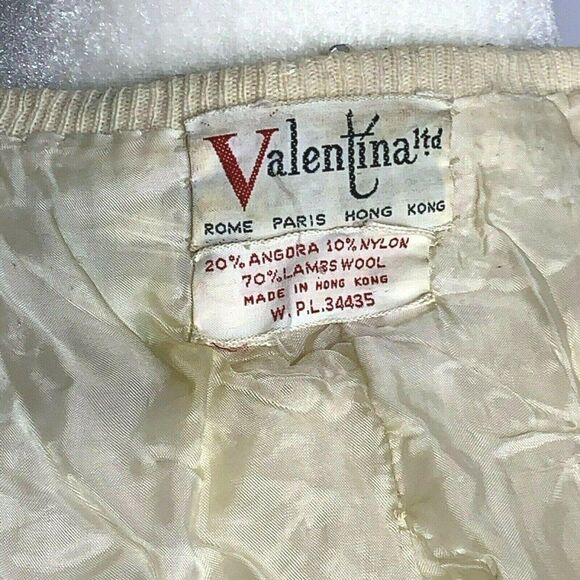 Valentina ltd
ROME PARIS HONG KONG
20% ANGORA 10% NYLON
70% LAMBSWOOL
MADE IN HONG KONG
W.P.L.34435